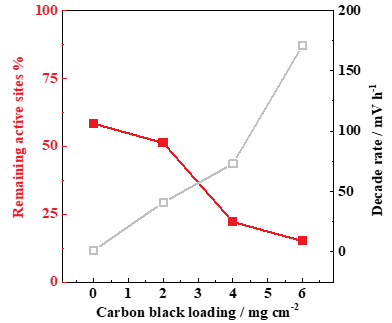 Remaining active sites %
100
75
50
25
0
200
150
100
50
0
Decade rate / mV h⁻¹
0 1 2 3 4 5 6
Carbon black loading / mg cm⁻²